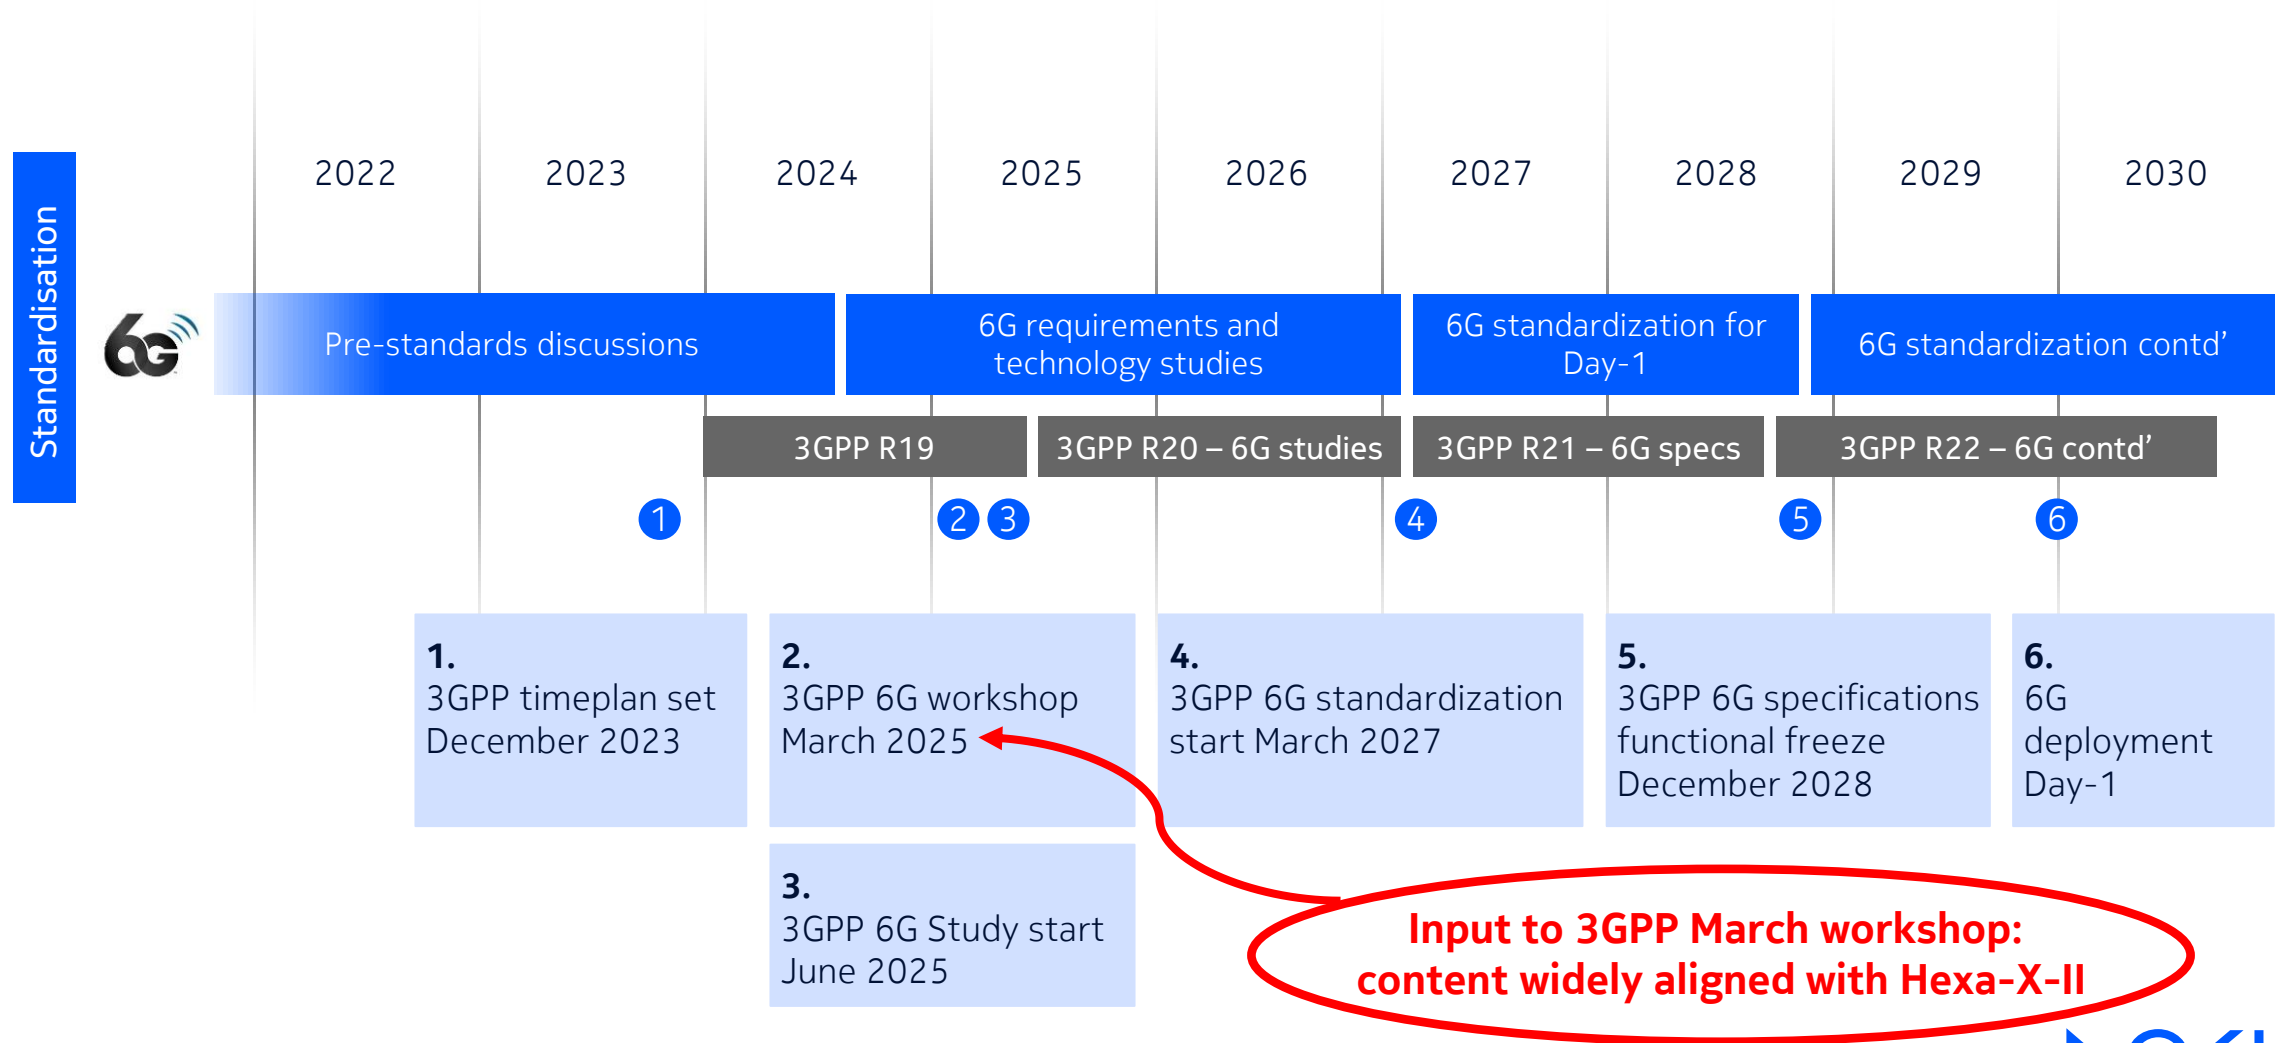 Standardisation
2022
2023
2024
2025
2026
2027
2028
2029
2030
6G
Pre-standards discussions
6G requirements and
technology studies
6G standardization for
Day-1
6G standardization contd’
3GPP R19
3GPP R20 – 6G studies
3GPP R21 – 6G specs
3GPP R22 – 6G contd’
1
2
3
4
5
6
1.
3GPP timeplan set
December 2023
2.
3GPP 6G workshop
March 2025
3.
3GPP 6G Study start
June 2025
4.
3GPP 6G standardization
start March 2027
5.
3GPP 6G specifications
functional freeze
December 2028
6.
6G
deployment
Day-1
Input to 3GPP March workshop:
content widely aligned with Hexa-X-II